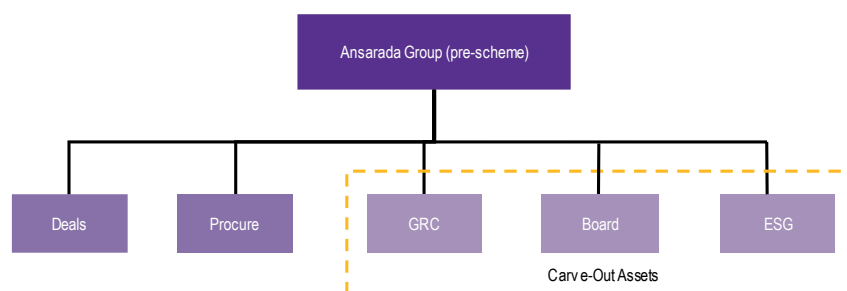 Ansarada Group (pre-scheme)
Deals
Procure
GRC
Board
ESG
Carve-Out Assets